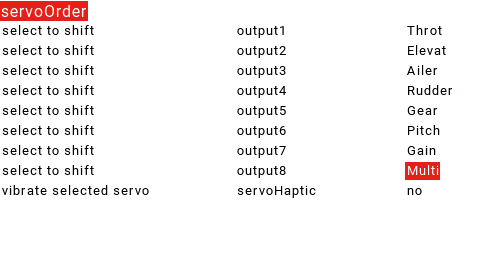 servoOrder
select to shift output1 Throt
select to shift output2 Elevat
select to shift output3 Ailer
select to shift output4 Rudder
select to shift output5 Gear
select to shift output6 Pitch
select to shift output7 Gain
select to shift output8 Multi
vibrate selected servo servoHaptic no